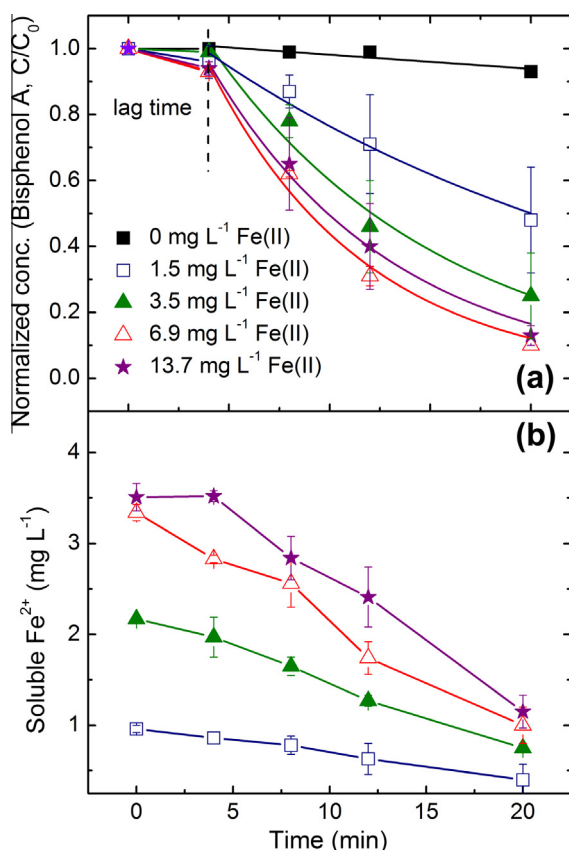 Normalized conc. (Bisphenol A, C/C₀)
1.0
0.8
0.6
0.4
0.2
0.0
lag time
0 mg L⁻¹ Fe(II)
1.5 mg L⁻¹ Fe(II)
3.5 mg L⁻¹ Fe(II)
6.9 mg L⁻¹ Fe(II)
13.7 mg L⁻¹ Fe(II)
(a)
(b)
Soluble Fe²⁺ (mg L⁻¹)
4
3
2
1
0 5 10 15 20
Time (min)